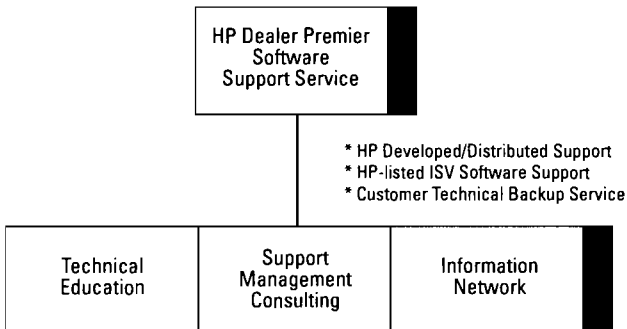 HP Dealer Premier
Software
Support Service
* HP Developed/Distributed Support
* HP-listed ISV Software Support
* Customer Technical Backup Service
Technical
Education
Support
Management
Consulting
Information
Network